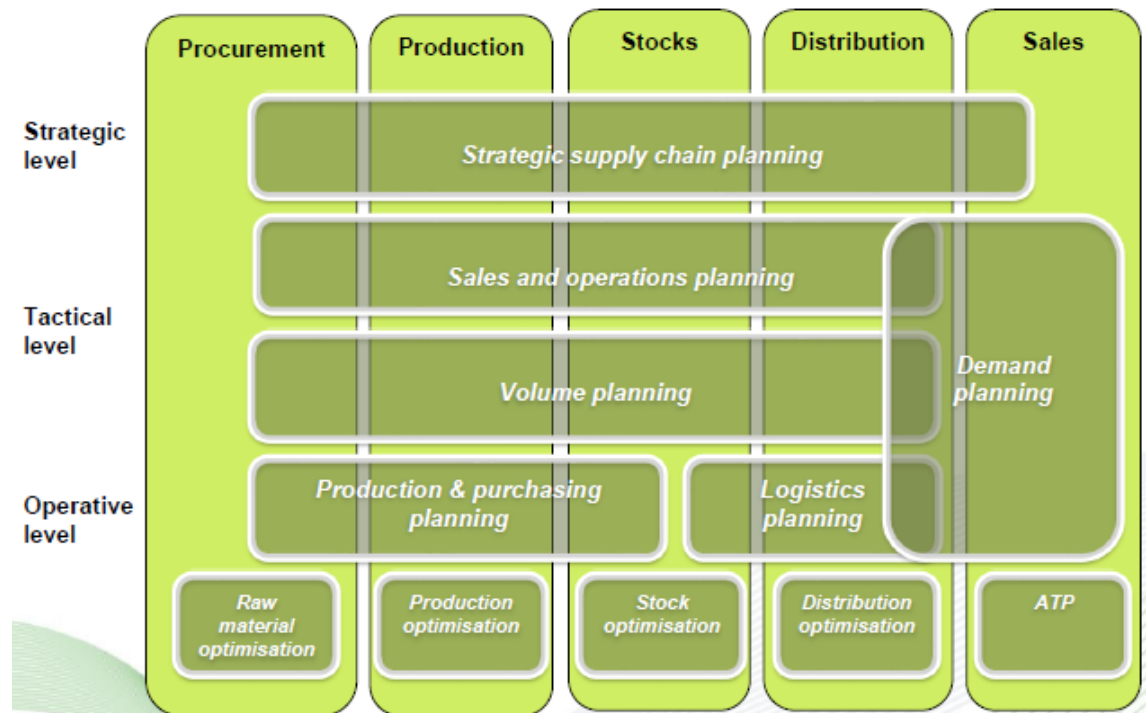 Procurement
Production
Stocks
Distribution
Sales
Strategic
level
Strategic supply chain planning
Sales and operations planning
Tactical
level
Volume planning
Demand
planning
Operative
level
Production & purchasing
planning
Logistics
planning
Raw
material
optimisation
Production
optimisation
Stock
optimisation
Distribution
optimisation
ATP